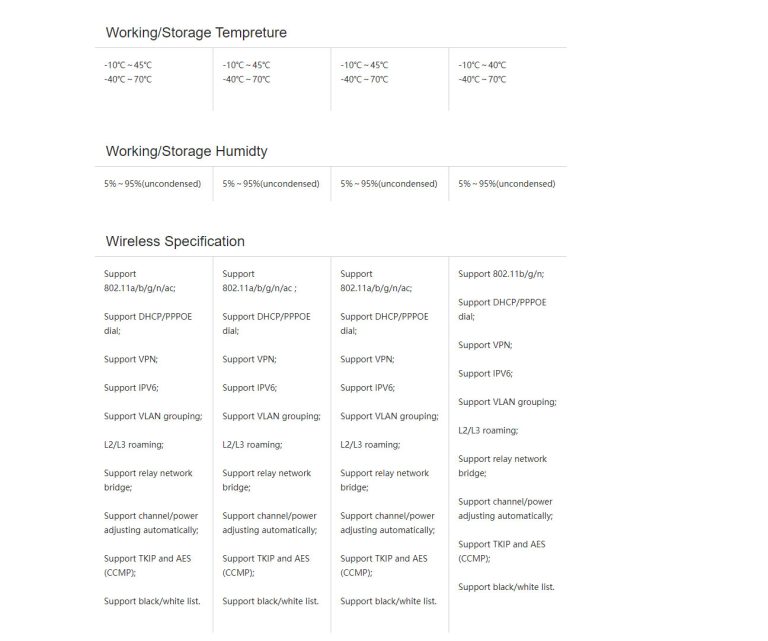 Working/Storage Tempreture
-10℃ ~ 45℃
-40℃ ~ 70℃
-10℃ ~ 45℃
-40℃ ~ 70℃
-10℃ ~ 45℃
-40℃ ~ 70℃
-10℃ ~ 40℃
-40℃ ~ 70℃
Working/Storage Humidty
5% ~ 95%(uncondensed)
5% ~ 95%(uncondensed)
5% ~ 95%(uncondensed)
5% ~ 95%(uncondensed)
Wireless Specification
Support
802.11a/b/g/n/ac;
Support DHCP/PPPOE
dial;
Support VPN;
Support IPV6;
Support VLAN grouping;
L2/L3 roaming;
Support relay network
bridge;
Support channel/power
adjusting automatically;
Support TKIP and AES
(CCMP);
Support black/white list.
Support
802.11a/b/g/n/ac ;
Support DHCP/PPPOE
dial;
Support VPN;
Support IPV6;
Support VLAN grouping;
L2/L3 roaming;
Support relay network
bridge;
Support channel/power
adjusting automatically;
Support TKIP and AES
(CCMP);
Support black/white list.
Support
802.11a/b/g/n/ac;
Support DHCP/PPPOE
dial;
Support VPN;
Support IPV6;
Support VLAN grouping;
L2/L3 roaming;
Support relay network
bridge;
Support channel/power
adjusting automatically;
Support TKIP and AES
(CCMP);
Support black/white list.
Support 802.11b/g/n;
Support DHCP/PPPOE
dial;
Support VPN;
Support IPV6;
Support VLAN grouping;
L2/L3 roaming;
Support relay network
bridge;
Support channel/power
adjusting automatically;
Support TKIP and AES
(CCMP);
Support black/white list.